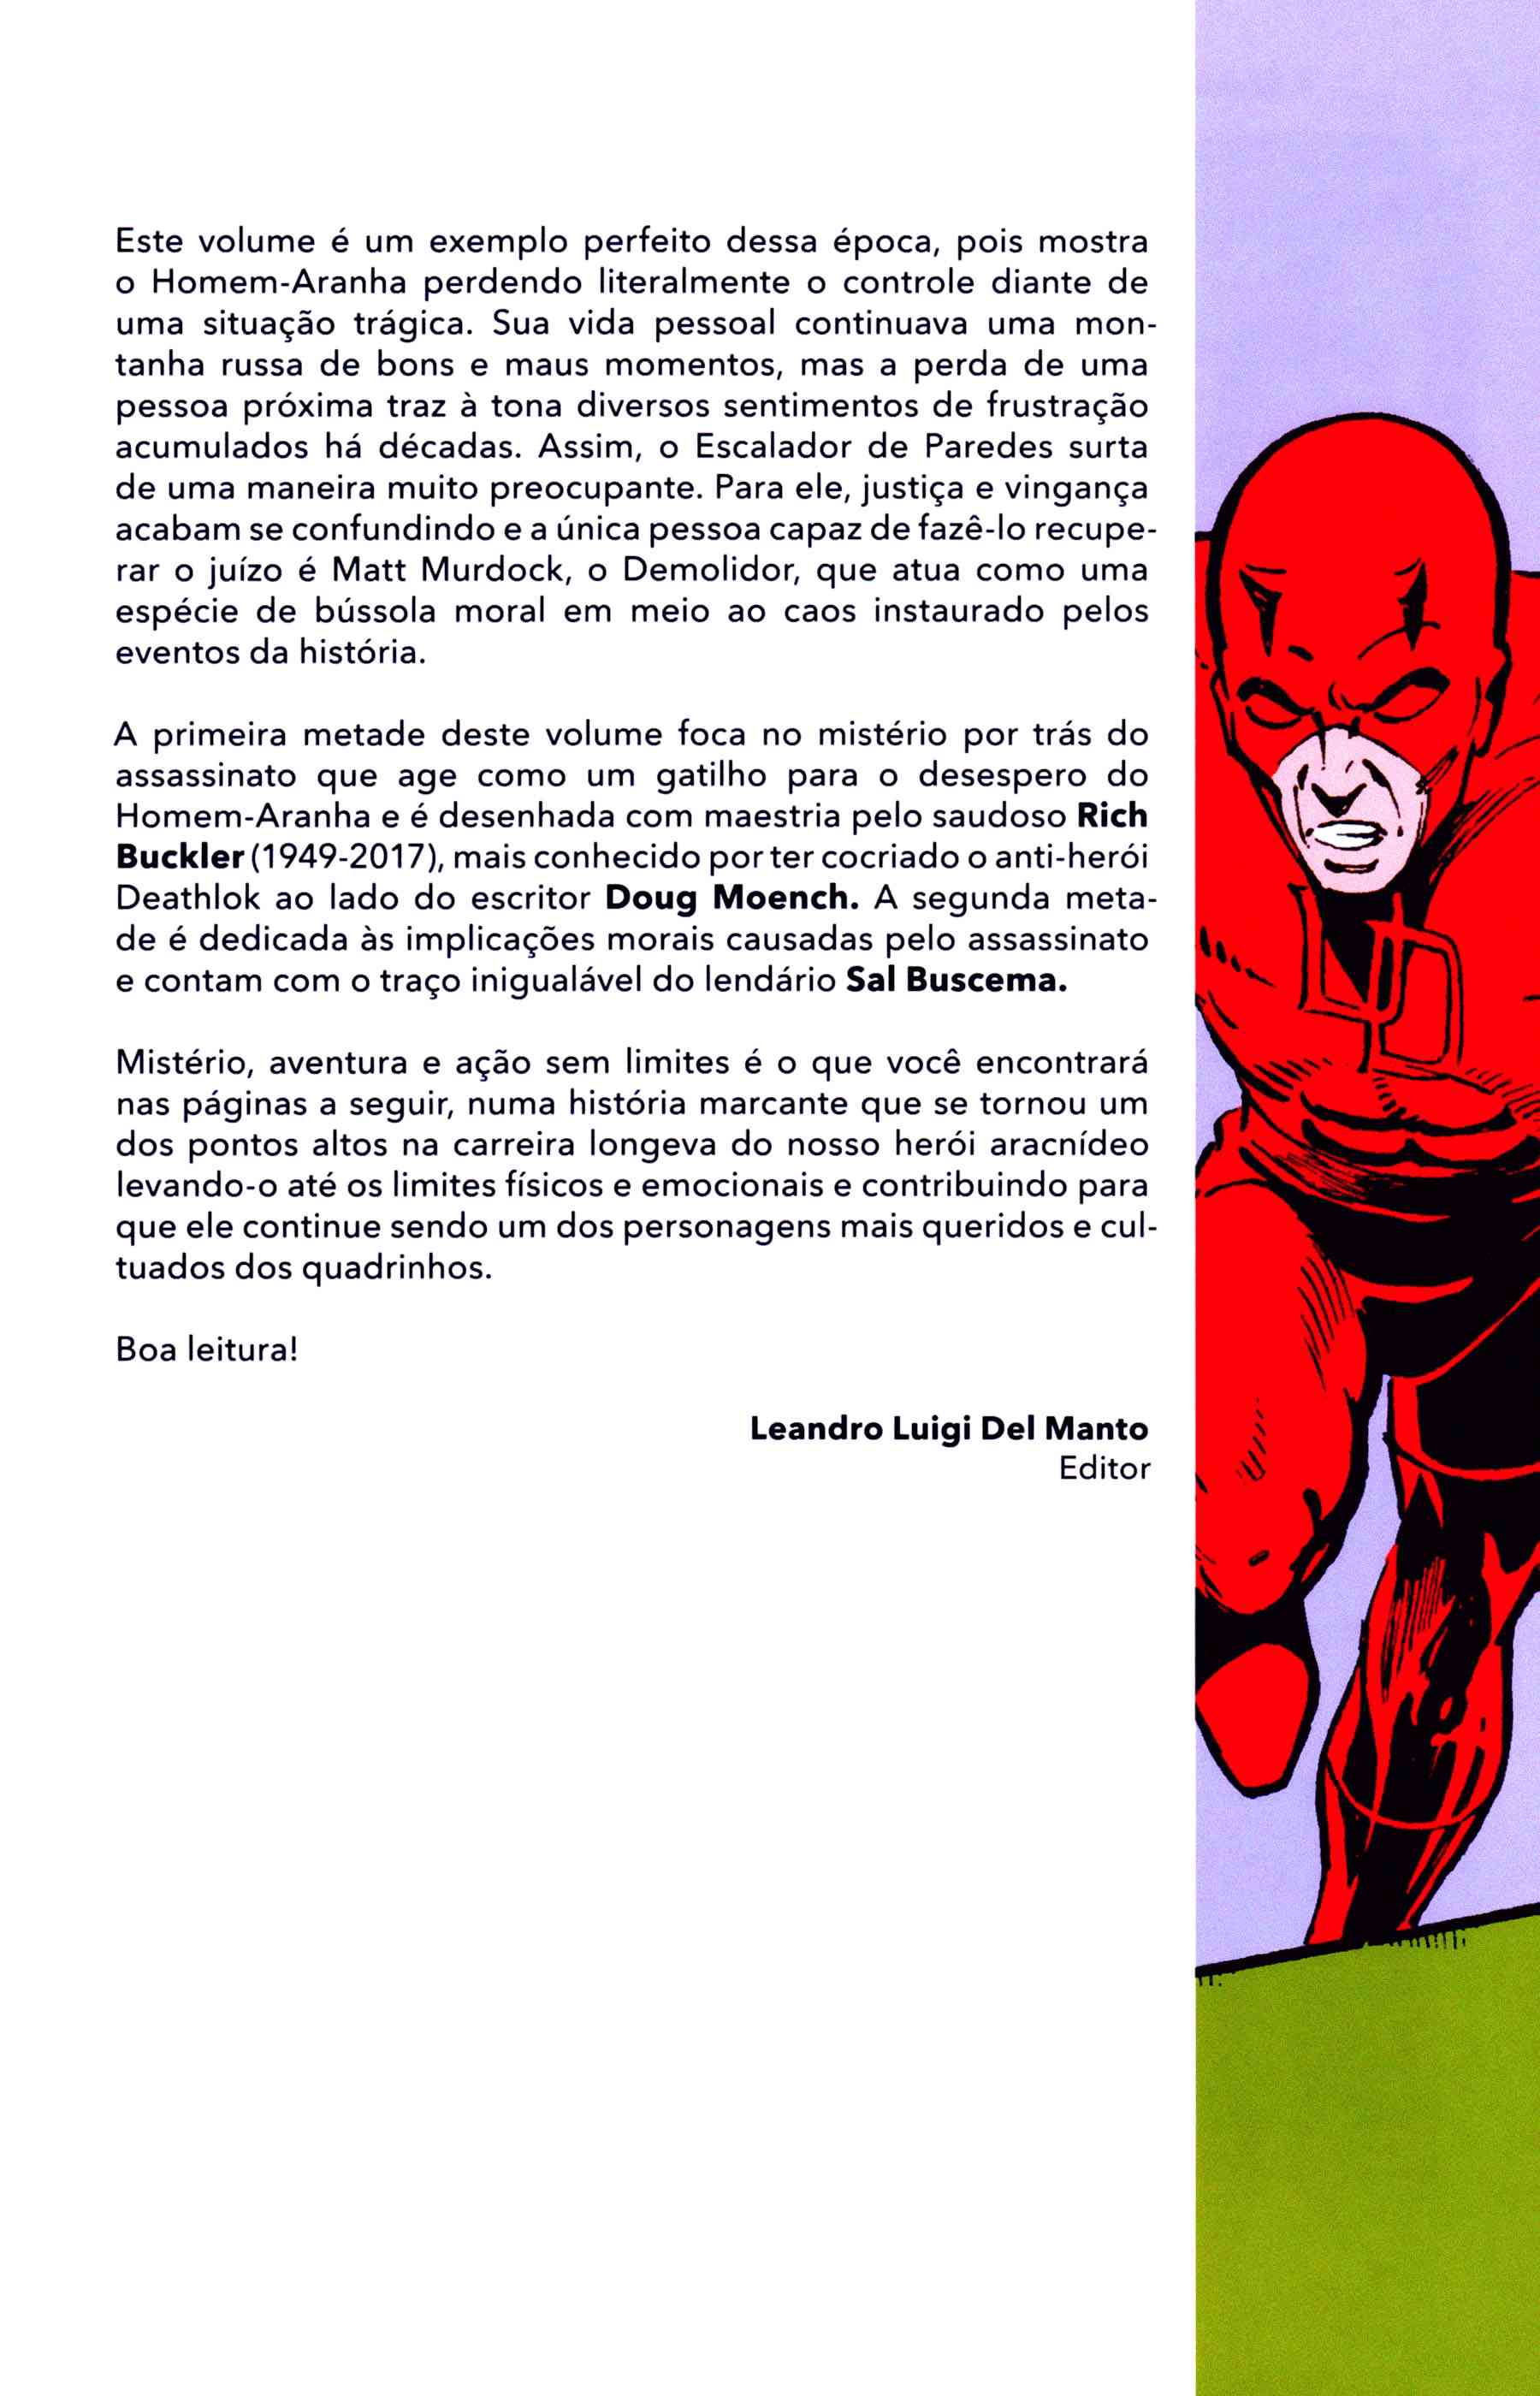 Este volume é um exemplo perfeito dessa época, pois mostra
o Homem-Aranha perdendo literalmente o controle diante de
uma situação trágica. Sua vida pessoal continuava uma mon-
tanha russa de bons e maus momentos, mas a perda de uma
pessoa próxima traz à tona diversos sentimentos de frustração
acumulados há décadas. Assim, o Escalador de Paredes surta
de uma maneira muito preocupante. Para ele, justiça e vingança
acabam se confundindo e a única pessoa capaz de fazê-lo recupe-
rar o juízo é Matt Murdock, o Demolidor, que atua como uma
espécie de bússola moral em meio ao caos instaurado pelos
eventos da história.
A primeira metade deste volume foca no mistério por trás do
assassinato que age como um gatilho para o desespero do
Homem-Aranha e é desenhada com maestria pelo saudoso Rich
Buckler (1949-2017), mais conhecido por ter cocriado o anti-herói
Deathlok ao lado do escritor Doug Moench. A segunda meta-
de é dedicada às implicações morais causadas pelo assassinato
e contam com o traço inigualável do lendário Sal Buscema.
Mistério, aventura e ação sem limites é o que você encontrará
nas páginas a seguir, numa história marcante que se tornou um
dos pontos altos na carreira longeva do nosso herói aracnídeo
levando-o até os limites físicos e emocionais e contribuindo para
que ele continue sendo um dos personagens mais queridos e cul-
tuados dos quadrinhos.
Boa leitura!
Leandro Luigi Del Manto
Editor